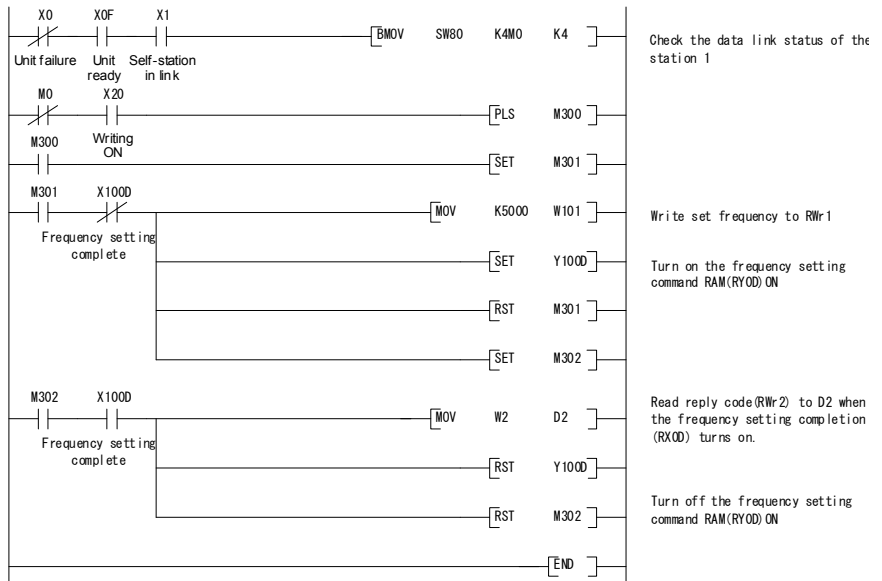 X0 X0F X1
BMOV SW80 K4M0 K4
Unit failure Unit ready Self-station in link
Check the data link status of the
station 1
M0 X20
PLS M300
Writing
ON
M300
SET M301
M301 X100D
MOV K5000 W101
Write set frequency to RWr1
Frequency setting
complete
SET Y100D
Turn on the frequency setting
command RAM(RY0D)ON
RST M301
SET M302
M302 X100D
MOV W2 D2
Read reply code(RWr2) to D2 when
the frequency setting completion
(RX0D) turns on.
Frequency setting
complete
RST Y100D
RST M302
Turn off the frequency setting
command RAM(RY0D)ON
END